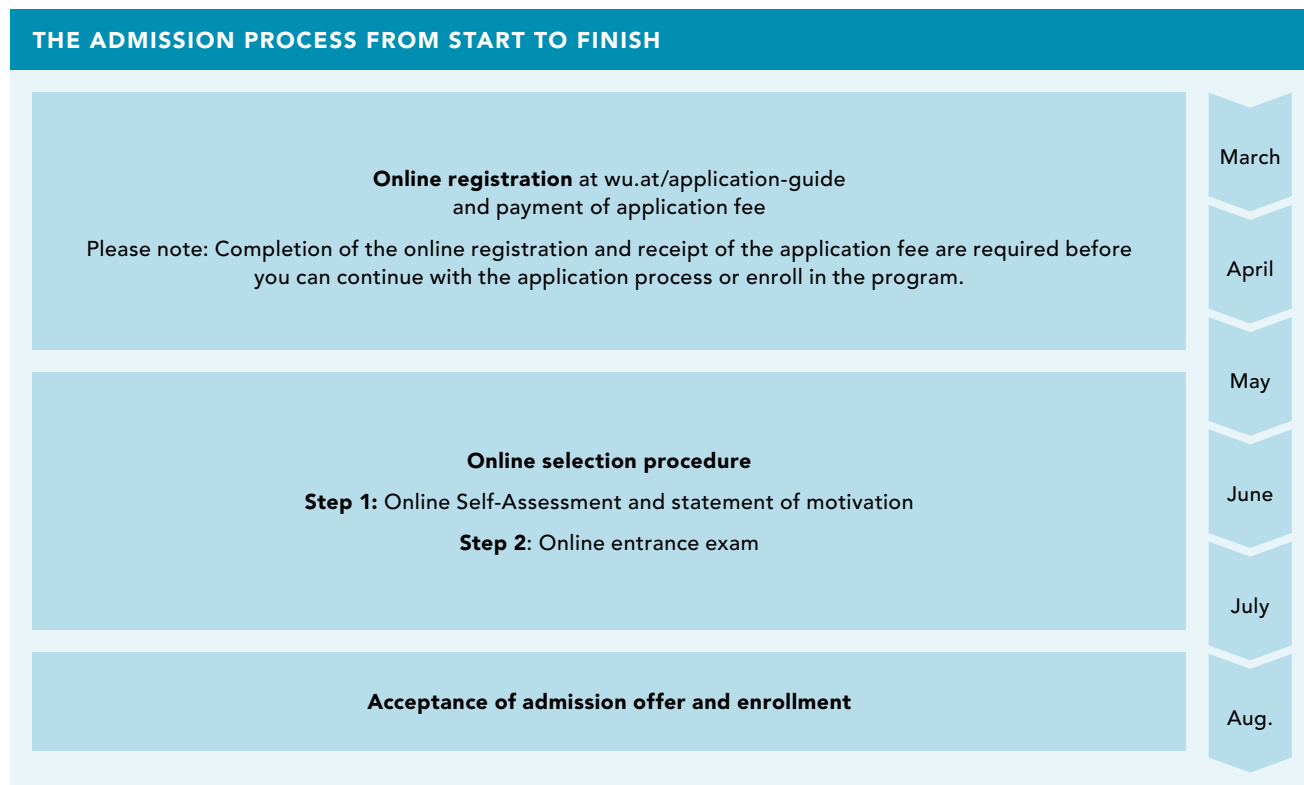 THE ADMISSION PROCESS FROM START TO FINISH
Online registration at wu.at/application-guide
and payment of application fee
Please note: Completion of the online registration and receipt of the application fee are required before
you can continue with the application process or enroll in the program.
Online selection procedure
Step 1: Online Self-Assessment and statement of motivation
Step 2: Online entrance exam
Acceptance of admission offer and enrollment
March
April
May
June
July
Aug.